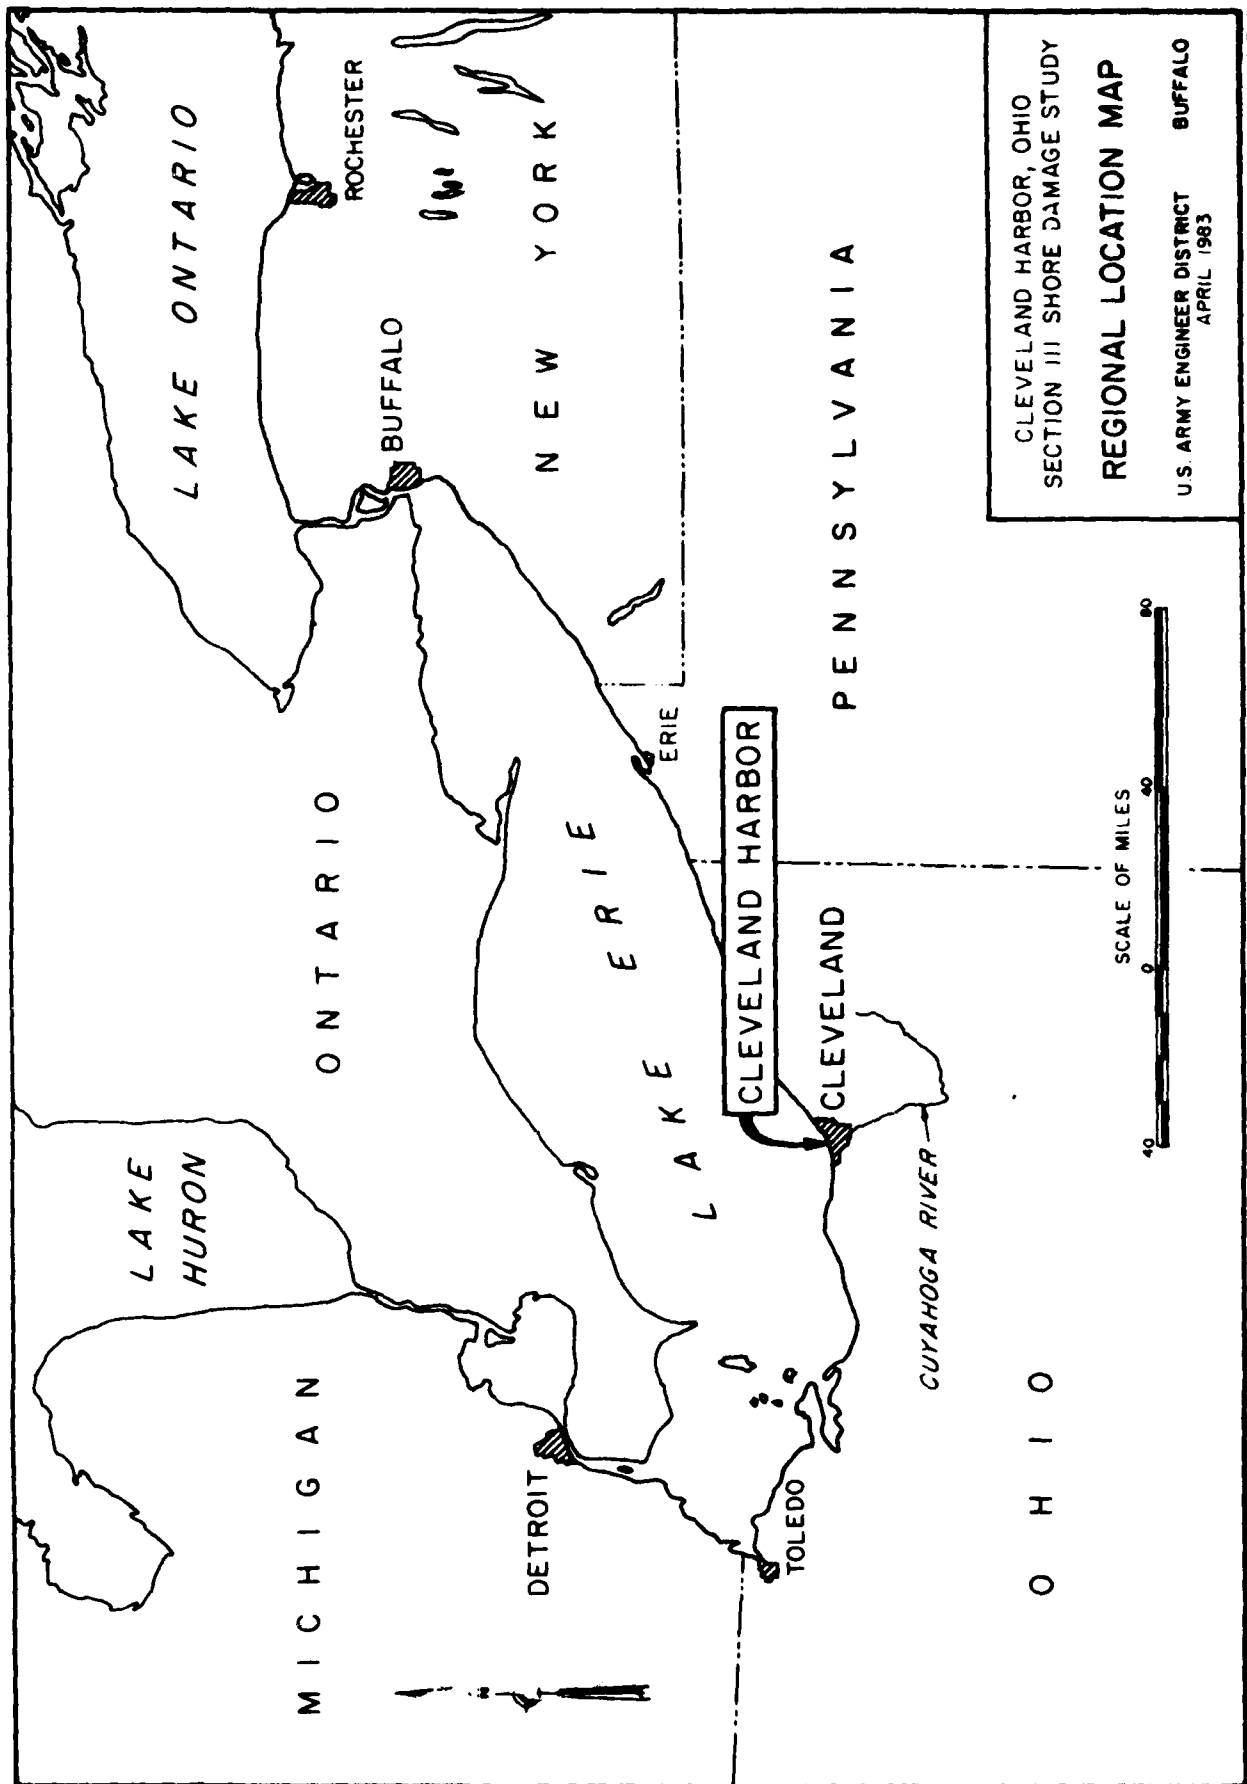 LAKE ONTARIO
ROCHESTER
LAKE
HURON
ONTARIO
BUFFALO
MICHIGAN
NEW YORK
DETROIT
LAKE ERIE
ERIE
CLEVELAND HARBOR
TOLEDO
CLEVELAND
PENNSYLVANIA
CUYAHOGA RIVER
OHIO
SCALE OF MILES
40 0 40 80
CLEVELAND HARBOR, OHIO
SECTION III SHORE DAMAGE STUDY
REGIONAL LOCATION MAP
U.S. ARMY ENGINEER DISTRICT BUFFALO
APRIL 1983